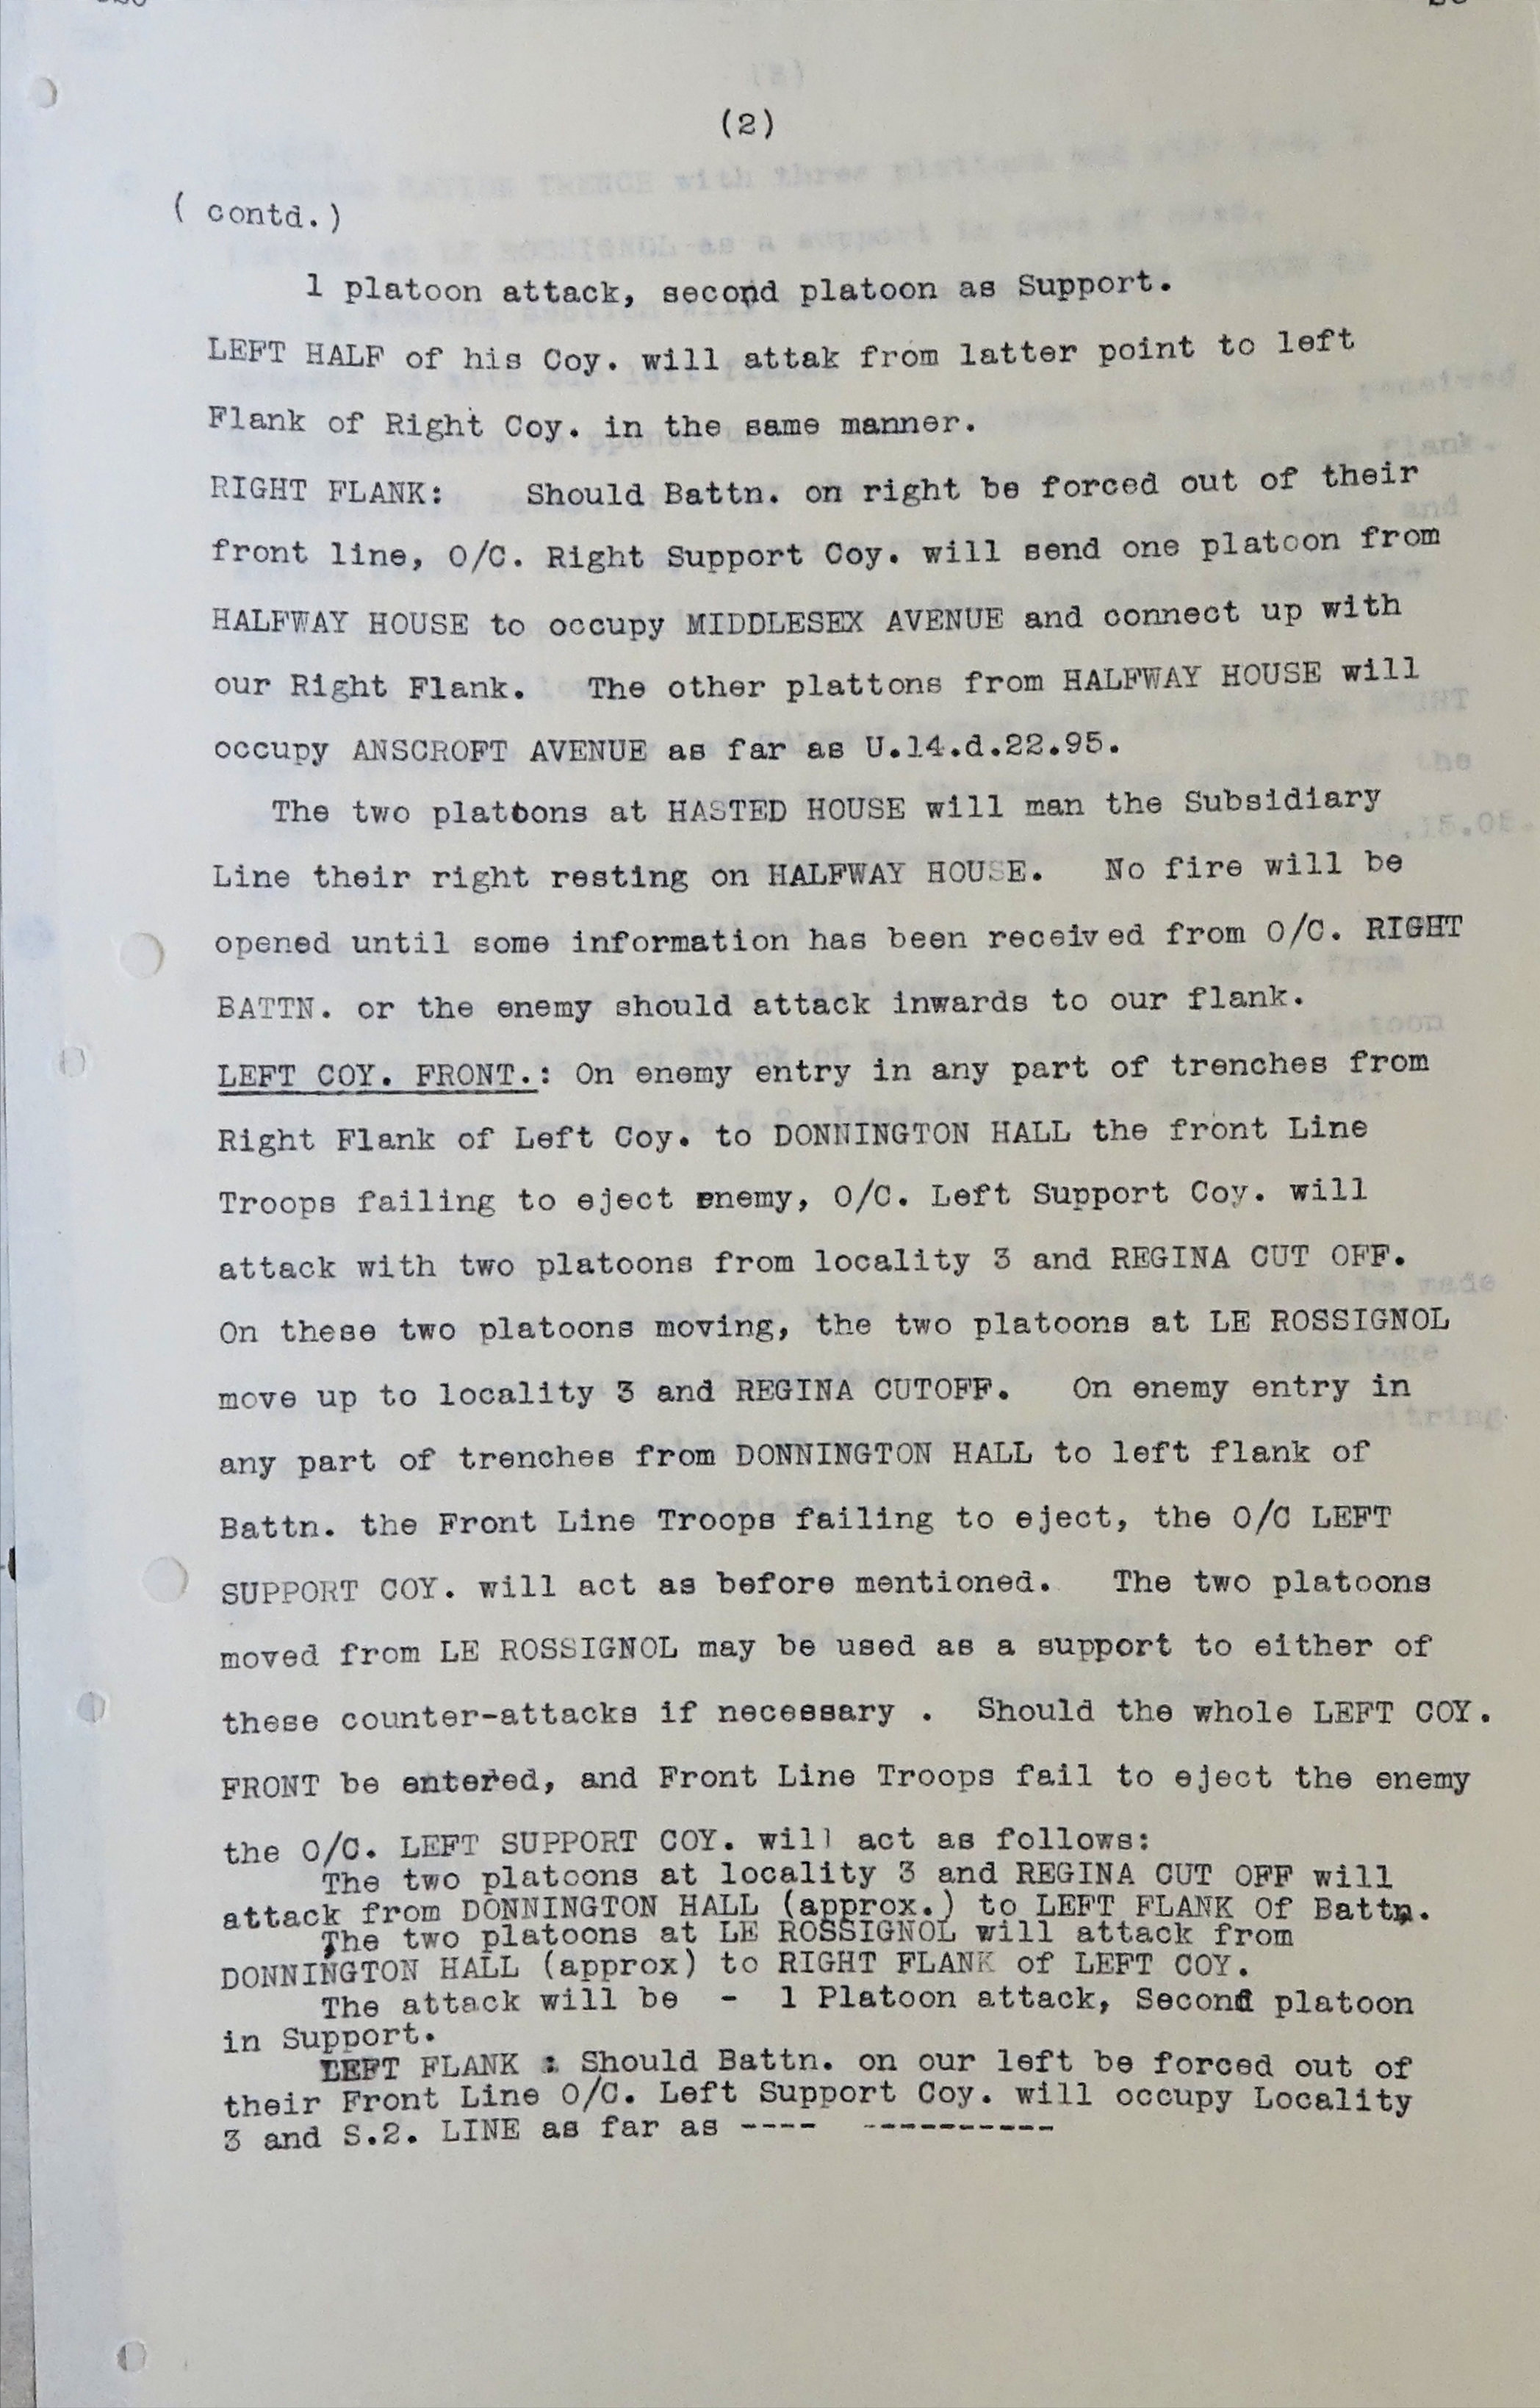 (2)
( contd.)
1 platoon attack, second platoon as Support.
LEFT HALF of his Coy. will attak from latter point to left
Flank of Right Coy. in the same manner.
RIGHT FLANK: Should Battn. on right be forced out of their
front line, O/C. Right Support Coy. will send one platoon from
HALFWAY HOUSE to occupy MIDDLESEX AVENUE and connect up with
our Right Flank. The other plattons from HALFWAY HOUSE will
occupy ANSCROFT AVENUE as far as U.14.d.22.95.
The two platoons at HASTED HOUSE will man the Subsidiary
Line their right resting on HALFWAY HOUSE. No fire will be
opened until some information has been received from O/C. RIGHT
BATTN. or the enemy should attack inwards to our flank.
LEFT COY. FRONT.: On enemy entry in any part of trenches from
Right Flank of Left Coy. to DONNINGTON HALL the front Line
Troops failing to eject enemy, O/C. Left Support Coy. will
attack with two platoons from locality 3 and REGINA CUT OFF.
On these two platoons moving, the two platoons at LE ROSSIGNOL
move up to locality 3 and REGINA CUTOFF. On enemy entry in
any part of trenches from DONNINGTON HALL to left flank of
Battn. the Front Line Troops failing to eject, the O/C LEFT
SUPPORT COY. will act as before mentioned. The two platoons
moved from LE ROSSIGNOL may be used as a support to either of
these counter-attacks if necessary . Should the whole LEFT COY.
FRONT be entered, and Front Line Troops fail to eject the enemy
the O/C. LEFT SUPPORT COY. will act as follows:
The two platoons at locality 3 and REGINA CUT OFF will
attack from DONNINGTON HALL (approx.) to LEFT FLANK Of Battn.
The two platoons at LE ROSSIGNOL will attack from
DONNINGTON HALL (approx) to RIGHT FLANK of LEFT COY.
The attack will be - 1 Platoon attack, Second platoon
in Support.
LEFT FLANK : Should Battn. on our left be forced out of
their Front Line O/C. Left Support Coy. will occupy Locality
3 and S.2. LINE as far as ---- ----------